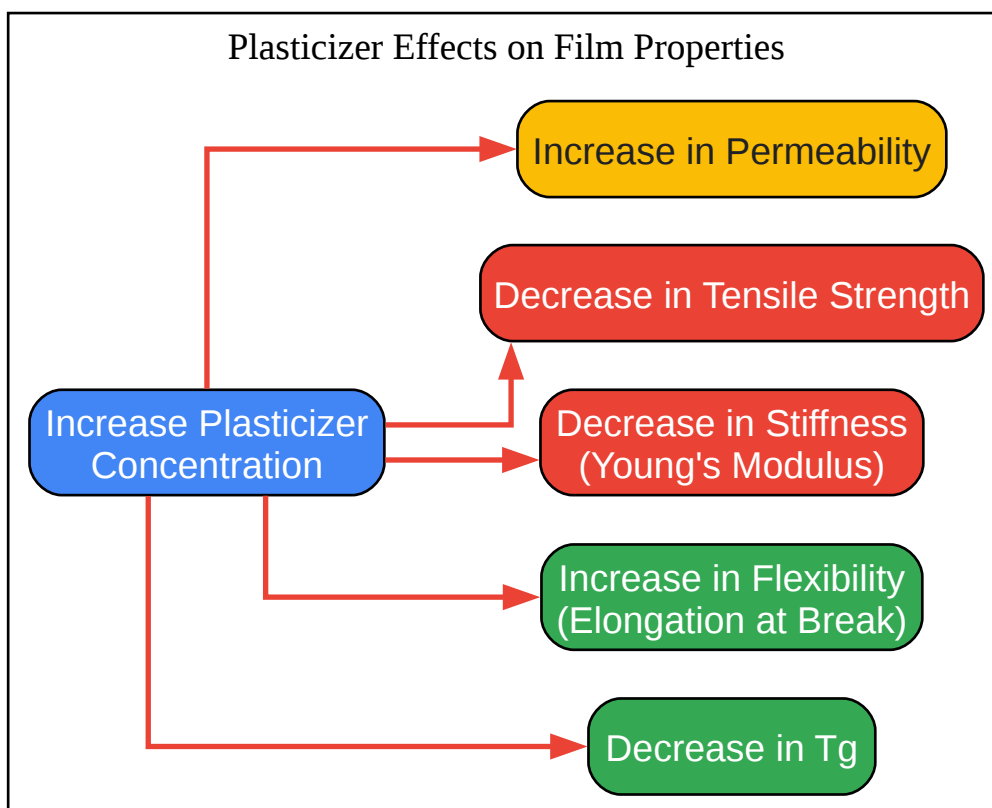 Plasticizer Effects on Film Properties
Increase in Permeability
Decrease in Tensile Strength
Increase Plasticizer
Concentration
Decrease in Stiffness
(Young's Modulus)
Increase in Flexibility
(Elongation at Break)
Decrease in Tg